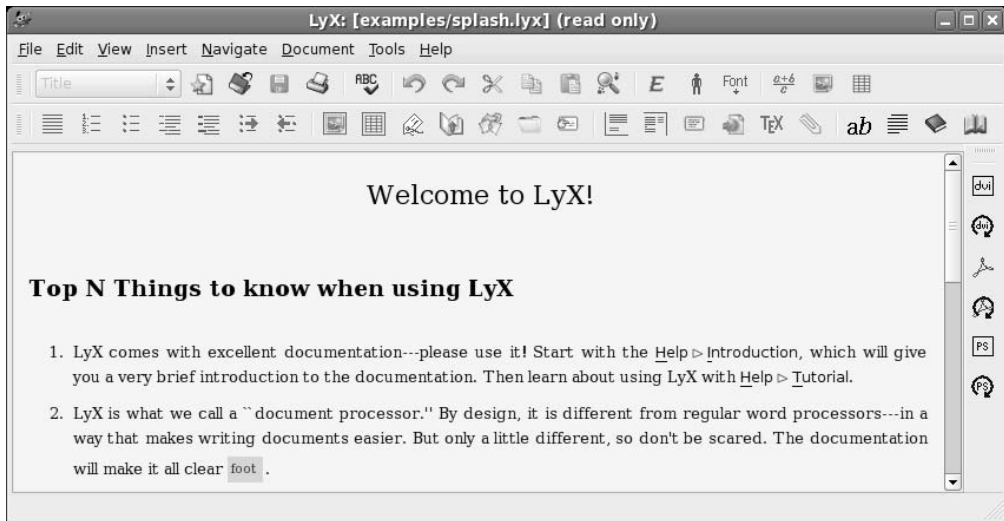 LyX: [examples/splash.lyx] (read only)
File Edit View Insert Navigate Document Tools Help
Title ABC E Font a+b c
TEX ab
Welcome to LyX!
dvi
dvi
Top N Things to know when using LyX
1. LyX comes with excellent documentation---please use it! Start with the Help ▷ Introduction, which will give
you a very brief introduction to the documentation. Then learn about using LyX with Help ▷ Tutorial.
PS
2. LyX is what we call a ``document processor.'' By design, it is different from regular word processors---in a
way that makes writing documents easier. But only a little different, so don't be scared. The documentation
will make it all clear foot .
PS